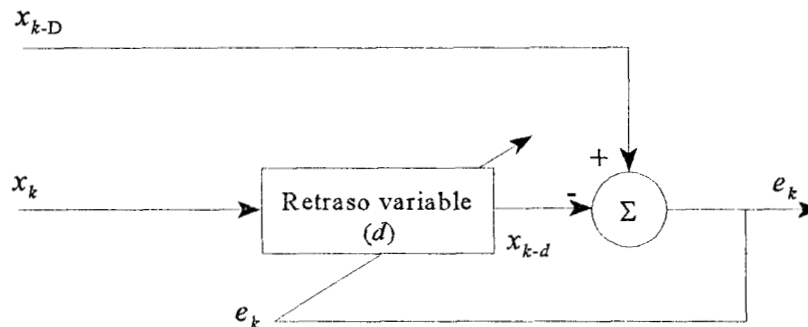 x_{k-D}
+
x_k
Retraso variable
(d)
-
Σ
e_k
x_{k-d}
e_k